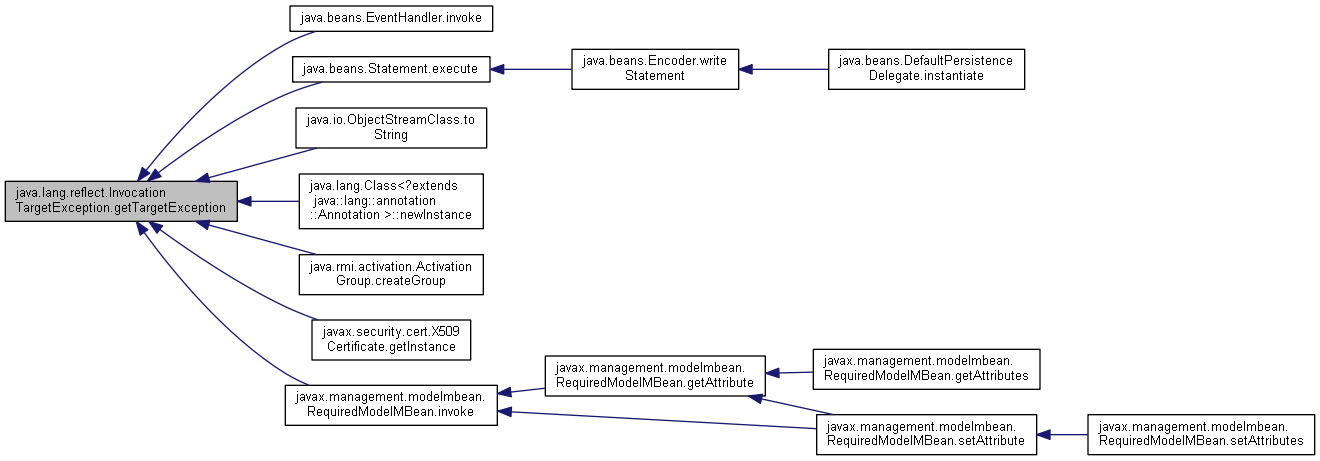 java.beans.EventHandler.invoke
java.beans.Statement.execute
java.beans.Encoder.write
Statement
java.beans.DefaultPersistence
Delegate.instantiate
java.io.ObjectStreamClass.to
String
java.lang.reflect.Invocation
TargetException.getTargetException
java.lang.Class<?extends
java::lang::annotation
::Annotation >::newInstance
java.rmi.activation.Activation
Group.createGroup
javax.security.cert.X509
Certificate.getInstance
javax.management.modelmbean.
RequiredModelMBean.invoke
javax.management.modelmbean.
RequiredModelMBean.getAttribute
javax.management.modelmbean.
RequiredModelMBean.getAttributes
javax.management.modelmbean.
RequiredModelMBean.setAttribute
javax.management.modelmbean.
RequiredModelMBean.setAttributes